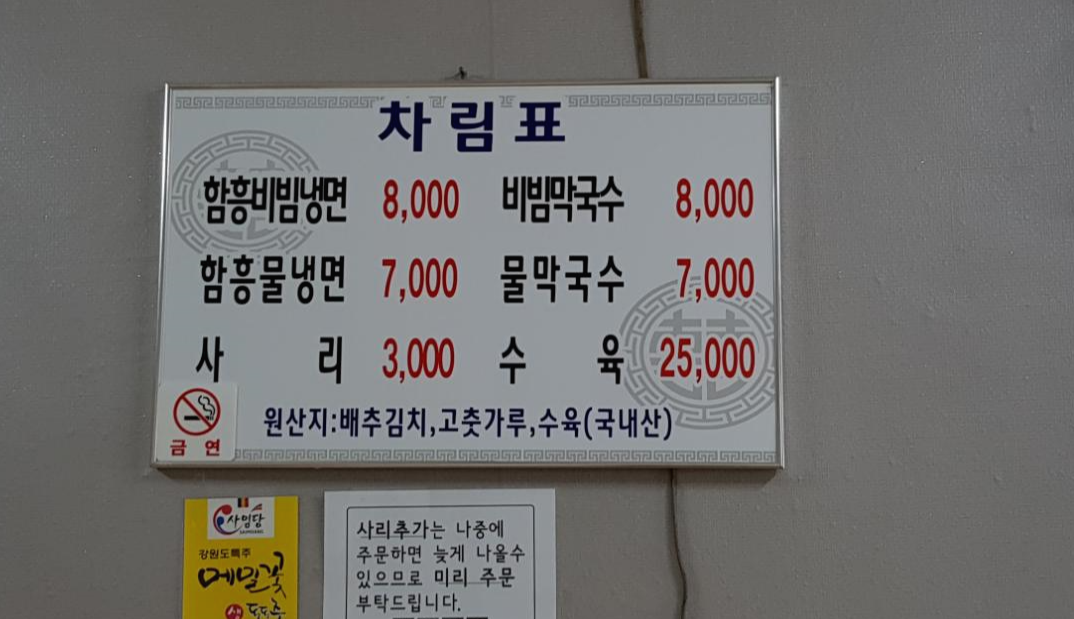 차림표
함흥비빔냉면 8,000 비빔막국수 8,000
함흥물냉면 7,000 물막국수 7,000
사리 3,000 수육 25,000
원산지:배추김치,고춧가루,수육(국내산)
금연
사임당
강원도특주
메밀꽃
생 동동주
사리추가는 나중에
주문하면 늦게 나올수
있으므로 미리 주문
부탁드립니다.